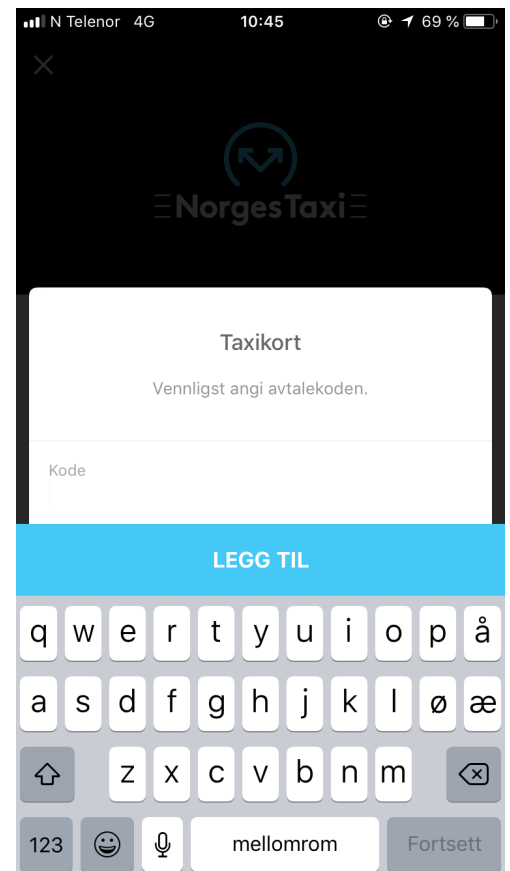 N Telenor 4G 10:45 69 %
NorgesTaxi
Taxikort
Vennligst angi avtalekoden.
Kode
LEGG TIL
q w e r t y u i o p å
a s d f g h j k l ø æ
z x c v b n m
123 mellomrom Fortsett